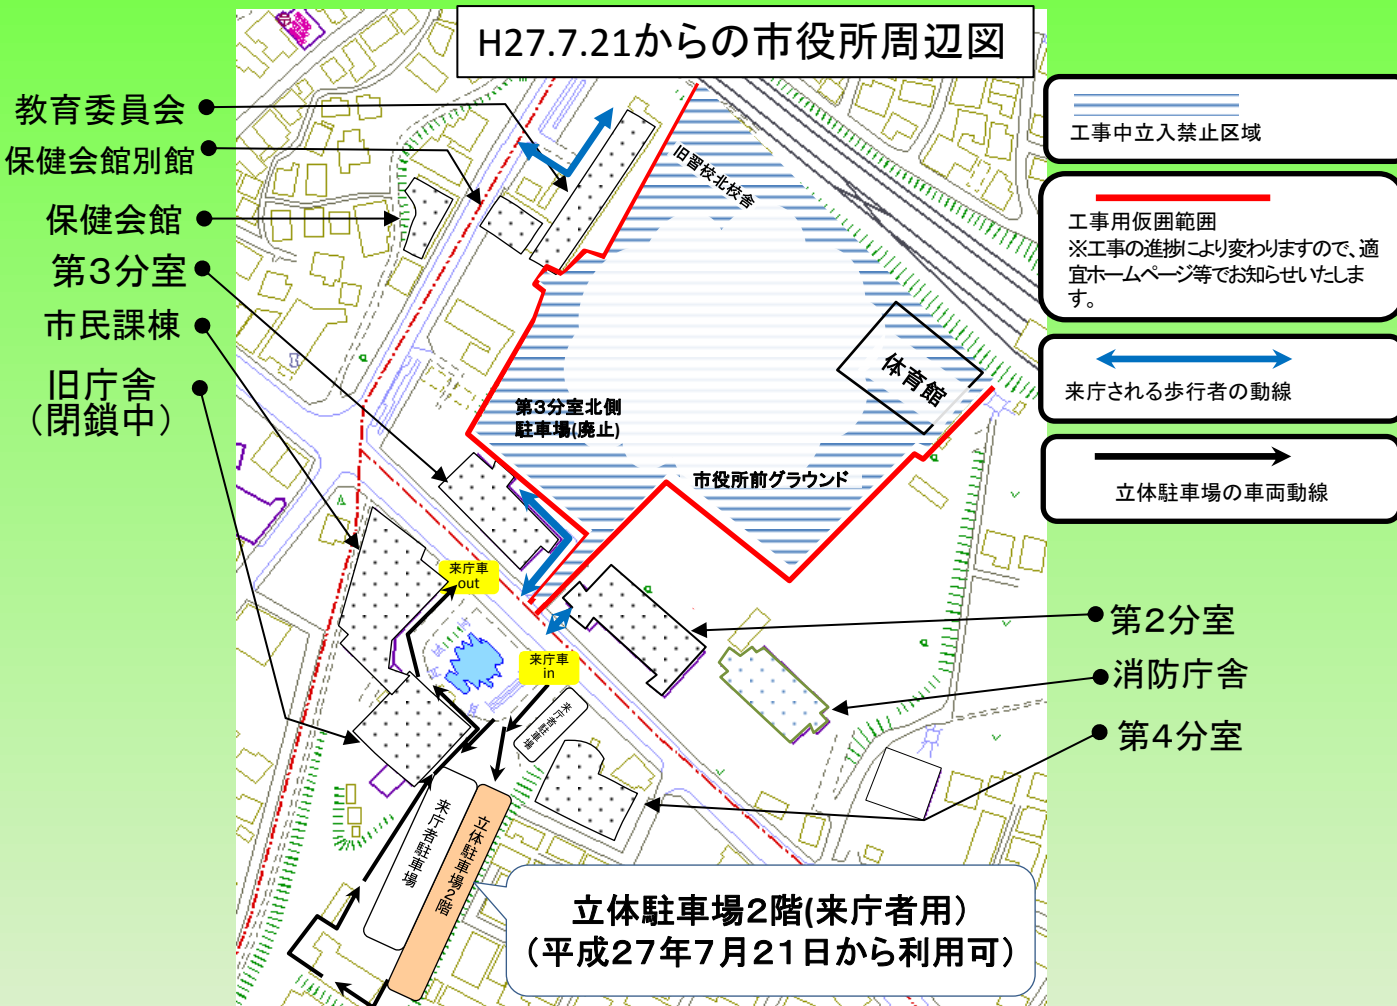 H27.7.21からの市役所周辺図
教育委員会
保健会館別館
保健会館
第3分室
市民課棟
旧庁舎
(閉鎖中)
工事中立入禁止区域
工事用仮囲範囲
※工事の進捗により変わりますので、適
宜ホームページ等でお知らせいたしま
す。
来庁される歩行者の動線
立体駐車場の車両動線
旧習校北校舎
体育館
第3分室北側
駐車場(廃止)
市役所前グラウンド
来庁車
out
来庁車
in
来庁者駐車場
来庁者駐車場
立体駐車場2階
第2分室
消防庁舎
第4分室
立体駐車場2階(来庁者用)
(平成27年7月21日から利用可)